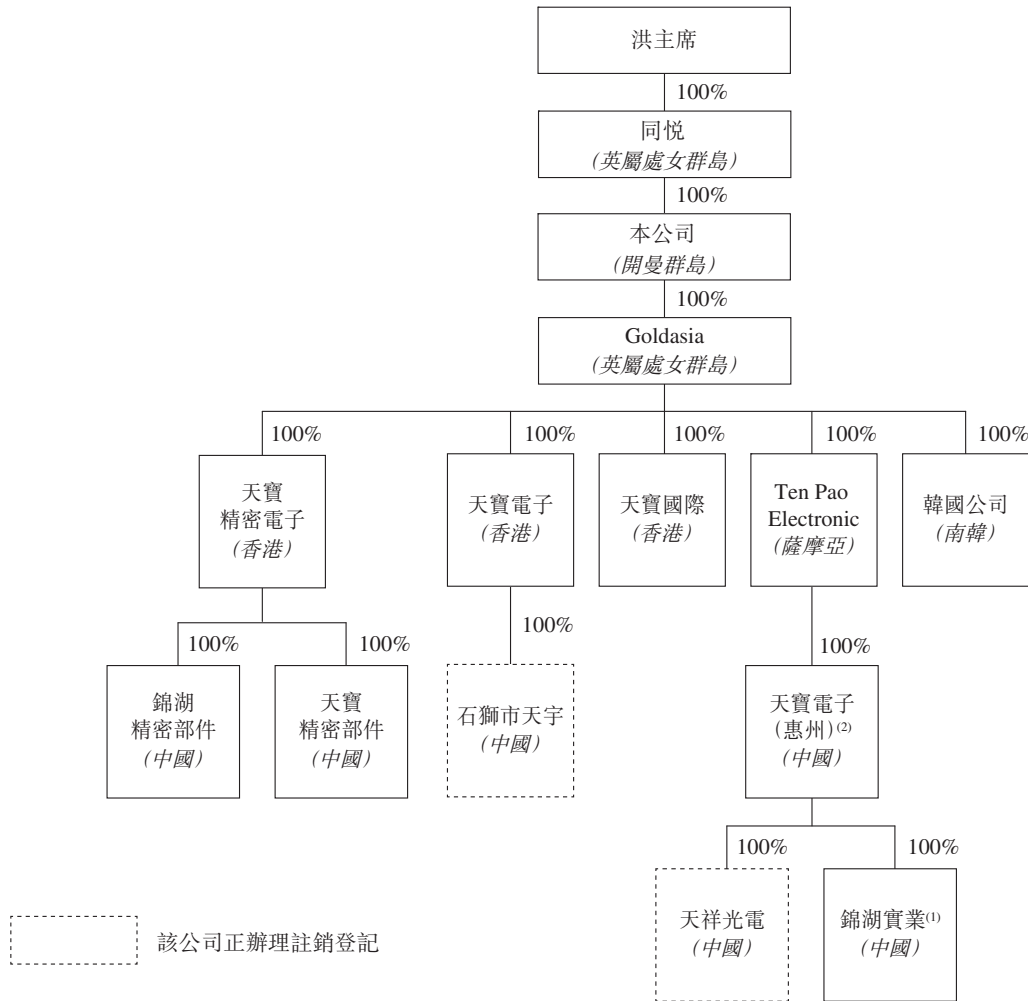 洪主席
100%
同悅
（英屬處女群島）
100%
本公司
（開曼群島）
100%
Goldasia
（英屬處女群島）
100%
100%
100%
100%
100%
天寶
精密電子
（香港）
天寶電子
（香港）
天寶國際
（香港）
Ten Pao
Electronic
（薩摩亞）
韓國公司
（南韓）
100%
100%
100%
100%
錦湖
精密部件
（中國）
天寶
精密部件
（中國）
石獅市天宇
（中國）
天寶電子
（惠州）(2)
（中國）
100%
100%
天祥光電
（中國）
錦湖實業(1)
（中國）
該公司正辦理註銷登記